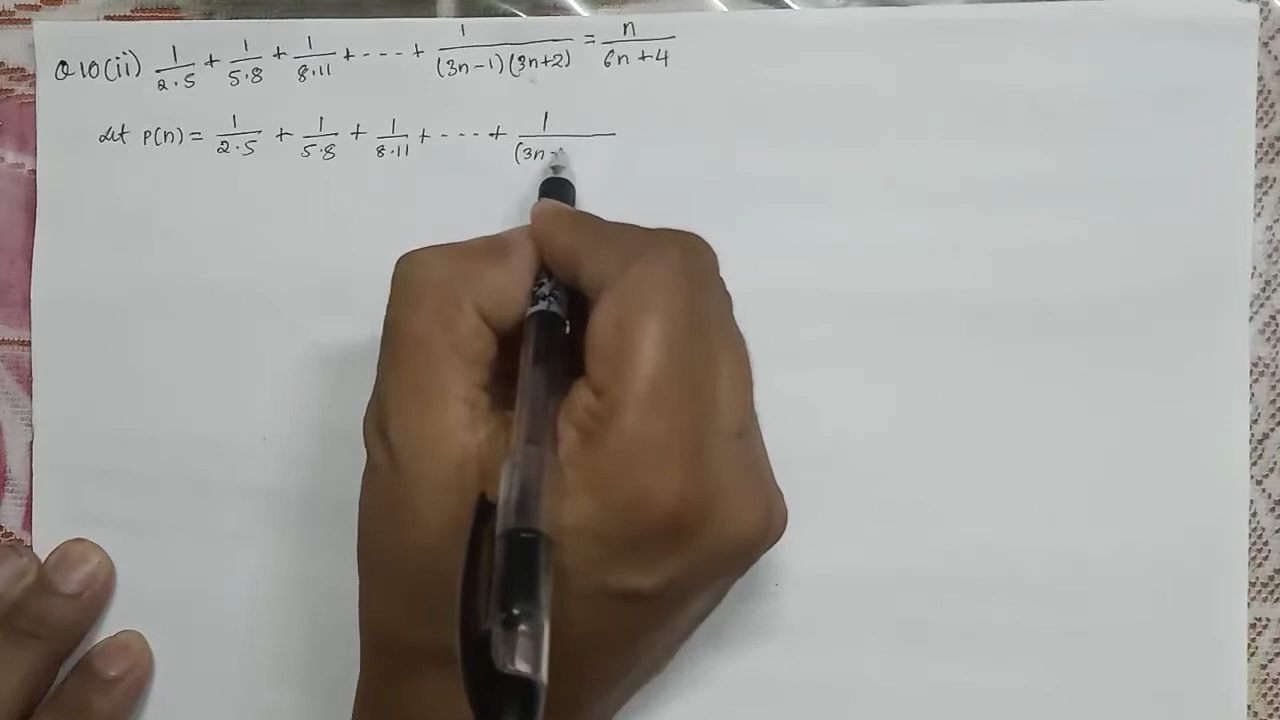 Q 10(ii) 1/(2·5) + 1/(5·8) + 1/(8·11) + ---- + 1/((3n-1)(3n+2)) = n/(6n+4)
Let P(n) = 1/(2·5) + 1/(5·8) + 1/(8·11) + ---- + 1/(3n-